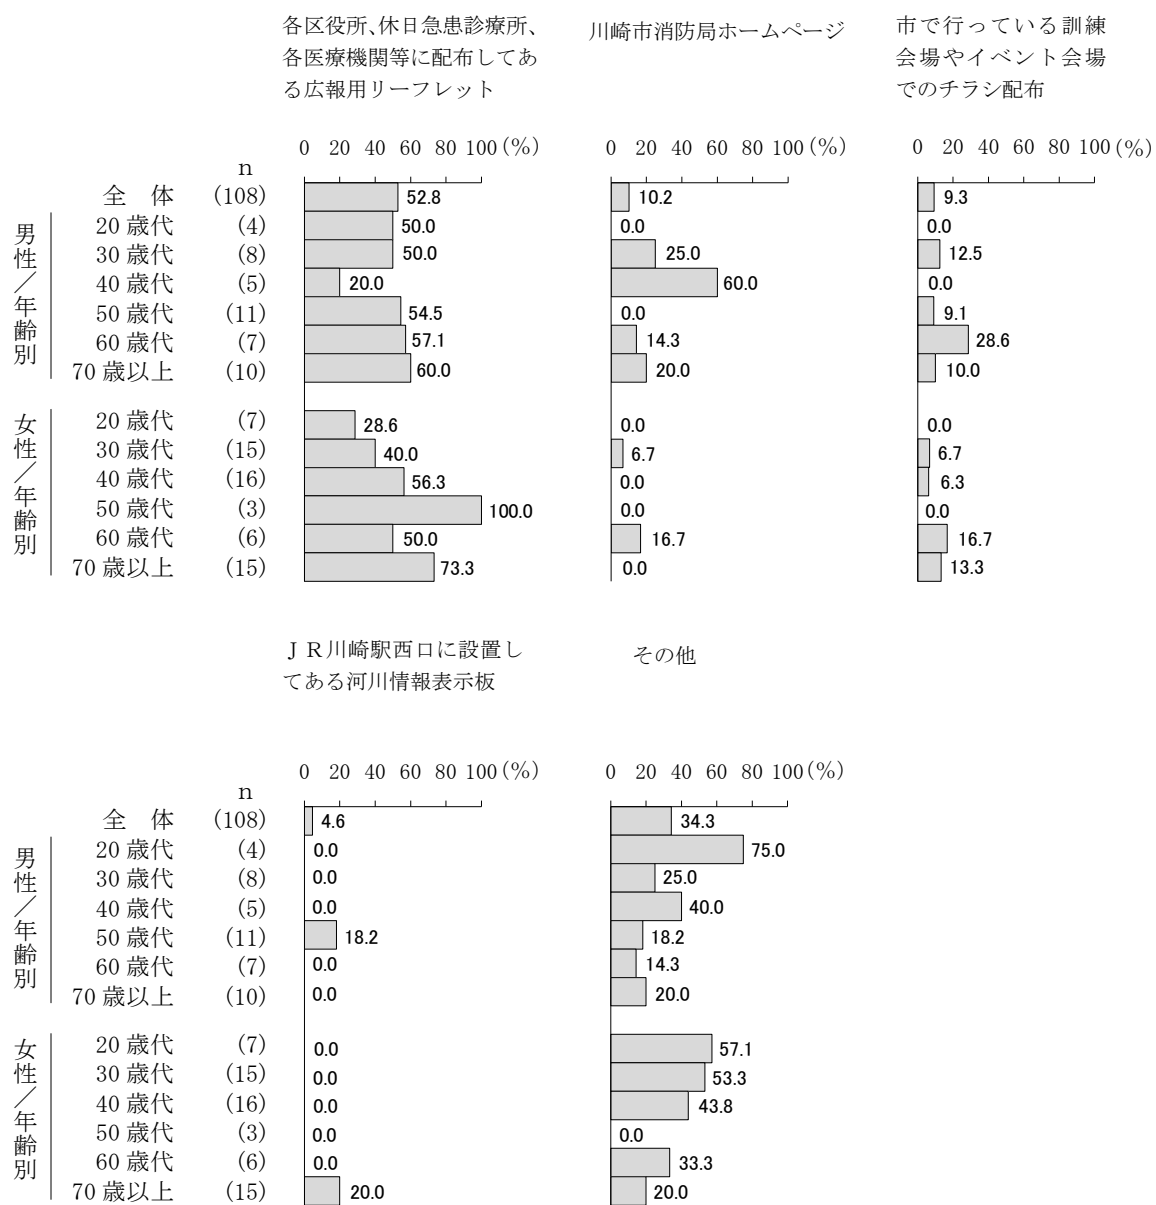 各区役所、休日急患診療所、
各医療機関等に配布してあ
る広報用リーフレット
川崎市消防局ホームページ
市で行っている訓練
会場やイベント会場
でのチラシ配布
0 20 40 60 80 100 (%)
0 20 40 60 80 100 (%)
0 20 40 60 80 100 (%)
n
全 体 (108) 52.8 10.2 9.3
男性／年齢別
20 歳代 (4) 50.0 0.0 0.0
30 歳代 (8) 50.0 25.0 12.5
40 歳代 (5) 20.0 60.0 0.0
50 歳代 (11) 54.5 0.0 9.1
60 歳代 (7) 57.1 14.3 28.6
70 歳以上 (10) 60.0 20.0 10.0
女性／年齢別
20 歳代 (7) 28.6 0.0 0.0
30 歳代 (15) 40.0 6.7 6.7
40 歳代 (16) 56.3 0.0 6.3
50 歳代 (3) 100.0 0.0 0.0
60 歳代 (6) 50.0 16.7 16.7
70 歳以上 (15) 73.3 0.0 13.3
ＪＲ川崎駅西口に設置し
てある河川情報表示板
その他
0 20 40 60 80 100 (%)
0 20 40 60 80 100 (%)
n
全 体 (108) 4.6 34.3
男性／年齢別
20 歳代 (4) 0.0 75.0
30 歳代 (8) 0.0 25.0
40 歳代 (5) 0.0 40.0
50 歳代 (11) 18.2 18.2
60 歳代 (7) 0.0 14.3
70 歳以上 (10) 0.0 20.0
女性／年齢別
20 歳代 (7) 0.0 57.1
30 歳代 (15) 0.0 53.3
40 歳代 (16) 0.0 43.8
50 歳代 (3) 0.0 0.0
60 歳代 (6) 0.0 33.3
70 歳以上 (15) 20.0 20.0